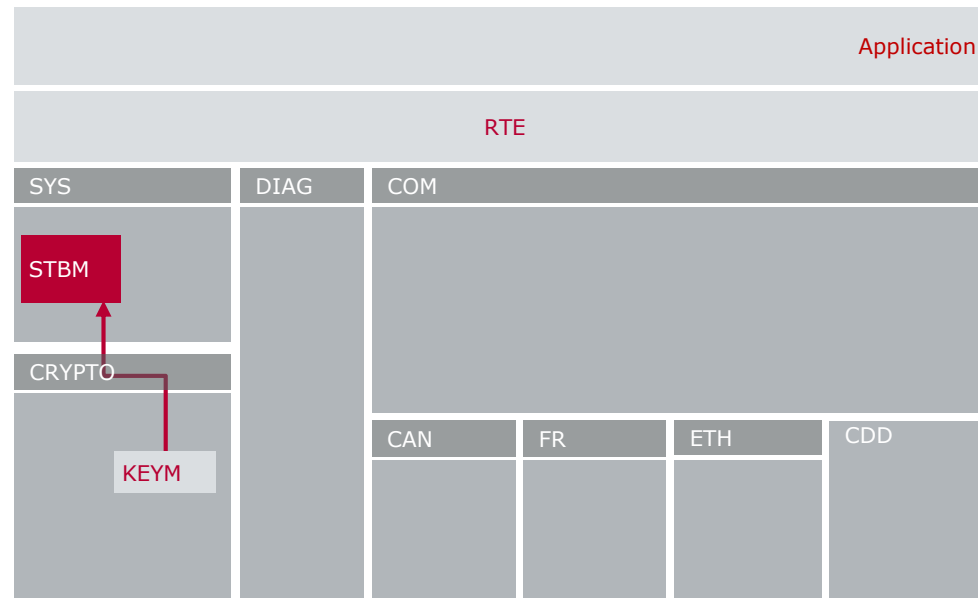 Application
RTE
SYS
DIAG
COM
STBM
CRYPTO
KEYM
CAN
FR
ETH
CDD